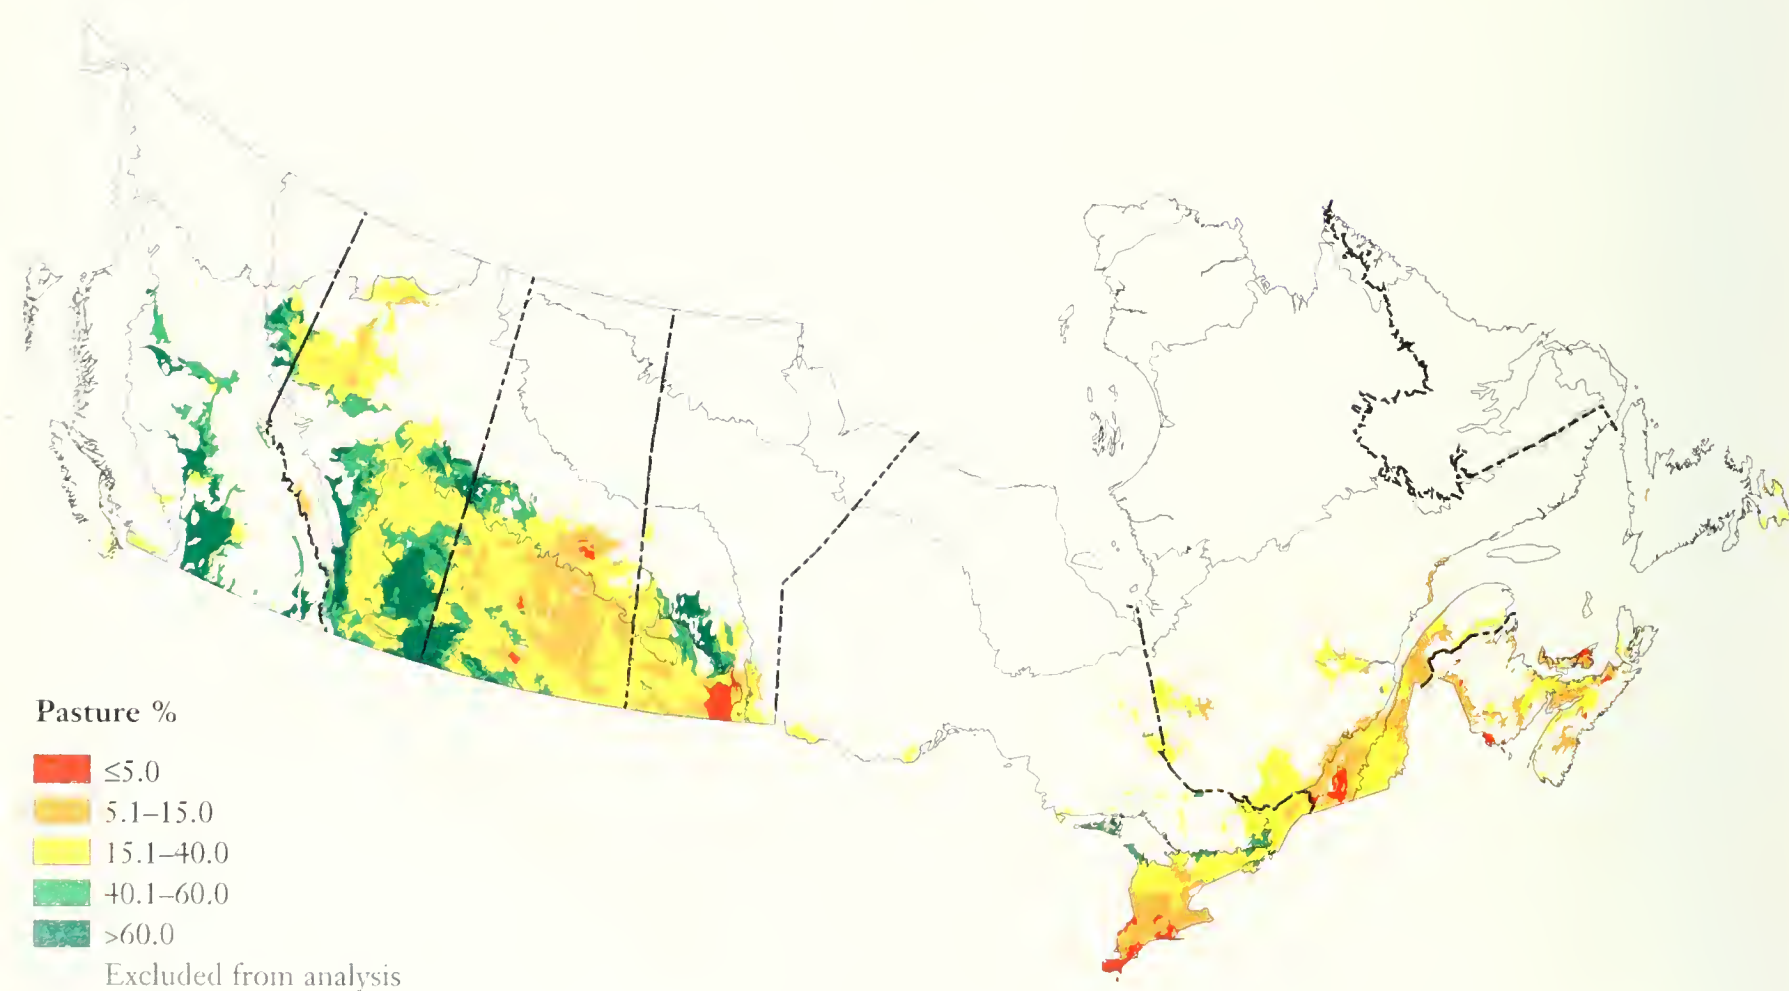 Pasture %
≤5.0
5.1–15.0
15.1–40.0
40.1–60.0
>60.0
Excluded from analysis